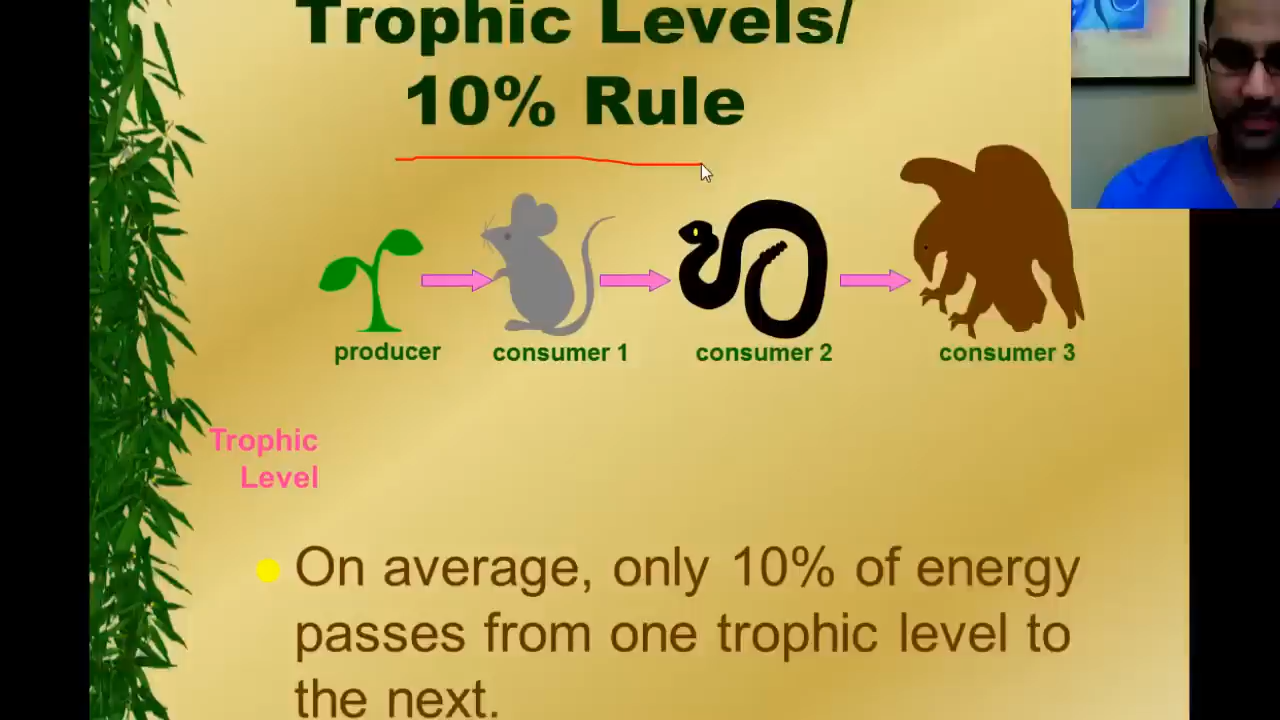 Trophic Levels/
10% Rule
producer
consumer 1
consumer 2
consumer 3
Trophic
Level
On average, only 10% of energy
passes from one trophic level to
the next.